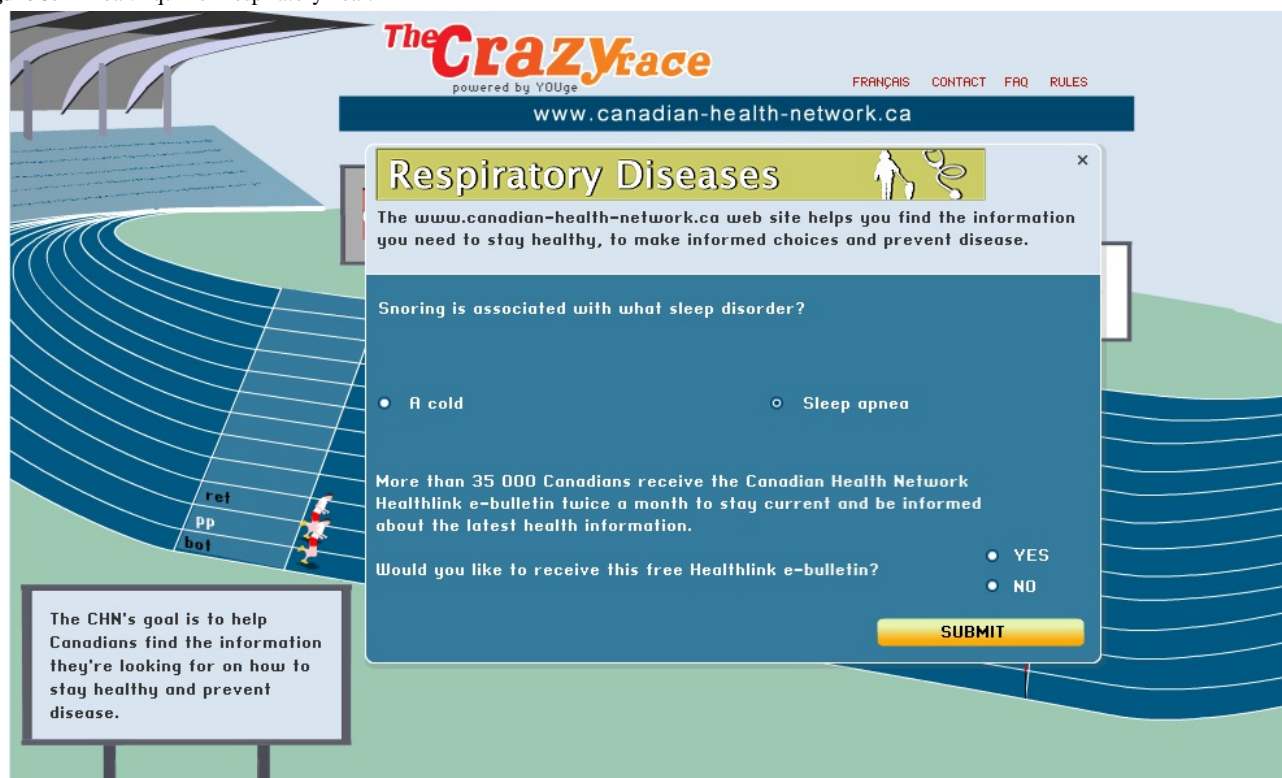 The Crazy race
powered by YOUge
FRANÇAIS CONTACT FAQ RULES
www.canadian-health-network.ca
Respiratory Diseases
×
The www.canadian-health-network.ca web site helps you find the information
you need to stay healthy, to make informed choices and prevent disease.
Snoring is associated with what sleep disorder?
A cold
Sleep apnea
More than 35 000 Canadians receive the Canadian Health Network
Healthlink e-bulletin twice a month to stay current and be informed
about the latest health information.
Would you like to receive this free Healthlink e-bulletin?
YES
NO
SUBMIT
ret
pp
bot
The CHN's goal is to help
Canadians find the information
they're looking for on how to
stay healthy and prevent
disease.